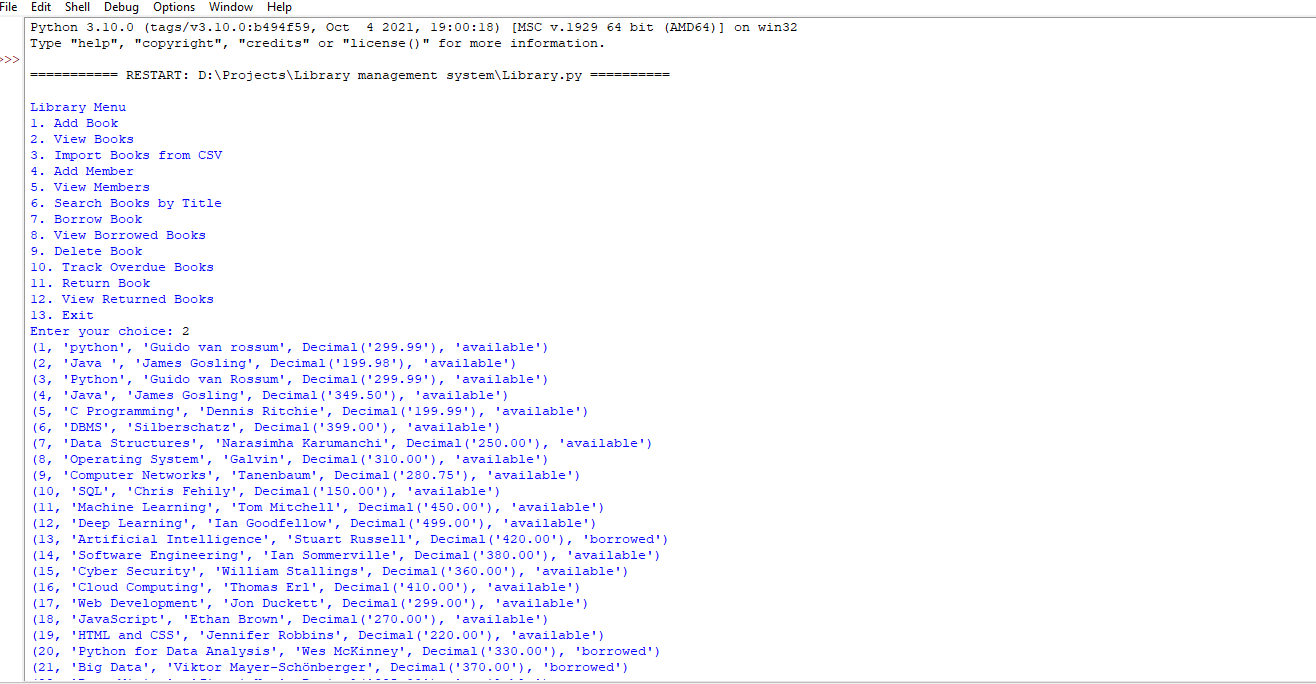 File Edit Shell Debug Options Window Help
Python 3.10.0 (tags/v3.10.0:b494f59, Oct  4 2021, 19:00:18) [MSC v.1929 64 bit (AMD64)] on win32
Type "help", "copyright", "credits" or "license()" for more information.
>>>
=========== RESTART: D:\Projects\Library management system\Library.py ==========
Library Menu
1. Add Book
2. View Books
3. Import Books from CSV
4. Add Member
5. View Members
6. Search Books by Title
7. Borrow Book
8. View Borrowed Books
9. Delete Book
10. Track Overdue Books
11. Return Book
12. View Returned Books
13. Exit
Enter your choice: 2
(1, 'python', 'Guido van rossum', Decimal('299.99'), 'available')
(2, 'Java ', 'James Gosling', Decimal('199.98'), 'available')
(3, 'Python', 'Guido van Rossum', Decimal('299.99'), 'available')
(4, 'Java', 'James Gosling', Decimal('349.50'), 'available')
(5, 'C Programming', 'Dennis Ritchie', Decimal('199.99'), 'available')
(6, 'DBMS', 'Silberschatz', Decimal('399.00'), 'available')
(7, 'Data Structures', 'Narasimha Karumanchi', Decimal('250.00'), 'available')
(8, 'Operating System', 'Galvin', Decimal('310.00'), 'available')
(9, 'Computer Networks', 'Tanenbaum', Decimal('280.75'), 'available')
(10, 'SQL', 'Chris Fehily', Decimal('150.00'), 'available')
(11, 'Machine Learning', 'Tom Mitchell', Decimal('450.00'), 'available')
(12, 'Deep Learning', 'Ian Goodfellow', Decimal('499.00'), 'available')
(13, 'Artificial Intelligence', 'Stuart Russell', Decimal('420.00'), 'borrowed')
(14, 'Software Engineering', 'Ian Sommerville', Decimal('380.00'), 'available')
(15, 'Cyber Security', 'William Stallings', Decimal('360.00'), 'available')
(16, 'Cloud Computing', 'Thomas Erl', Decimal('410.00'), 'available')
(17, 'Web Development', 'Jon Duckett', Decimal('299.00'), 'available')
(18, 'JavaScript', 'Ethan Brown', Decimal('270.00'), 'available')
(19, 'HTML and CSS', 'Jennifer Robbins', Decimal('220.00'), 'available')
(20, 'Python for Data Analysis', 'Wes McKinney', Decimal('330.00'), 'borrowed')
(21, 'Big Data', 'Viktor Mayer-Schönberger', Decimal('370.00'), 'borrowed')